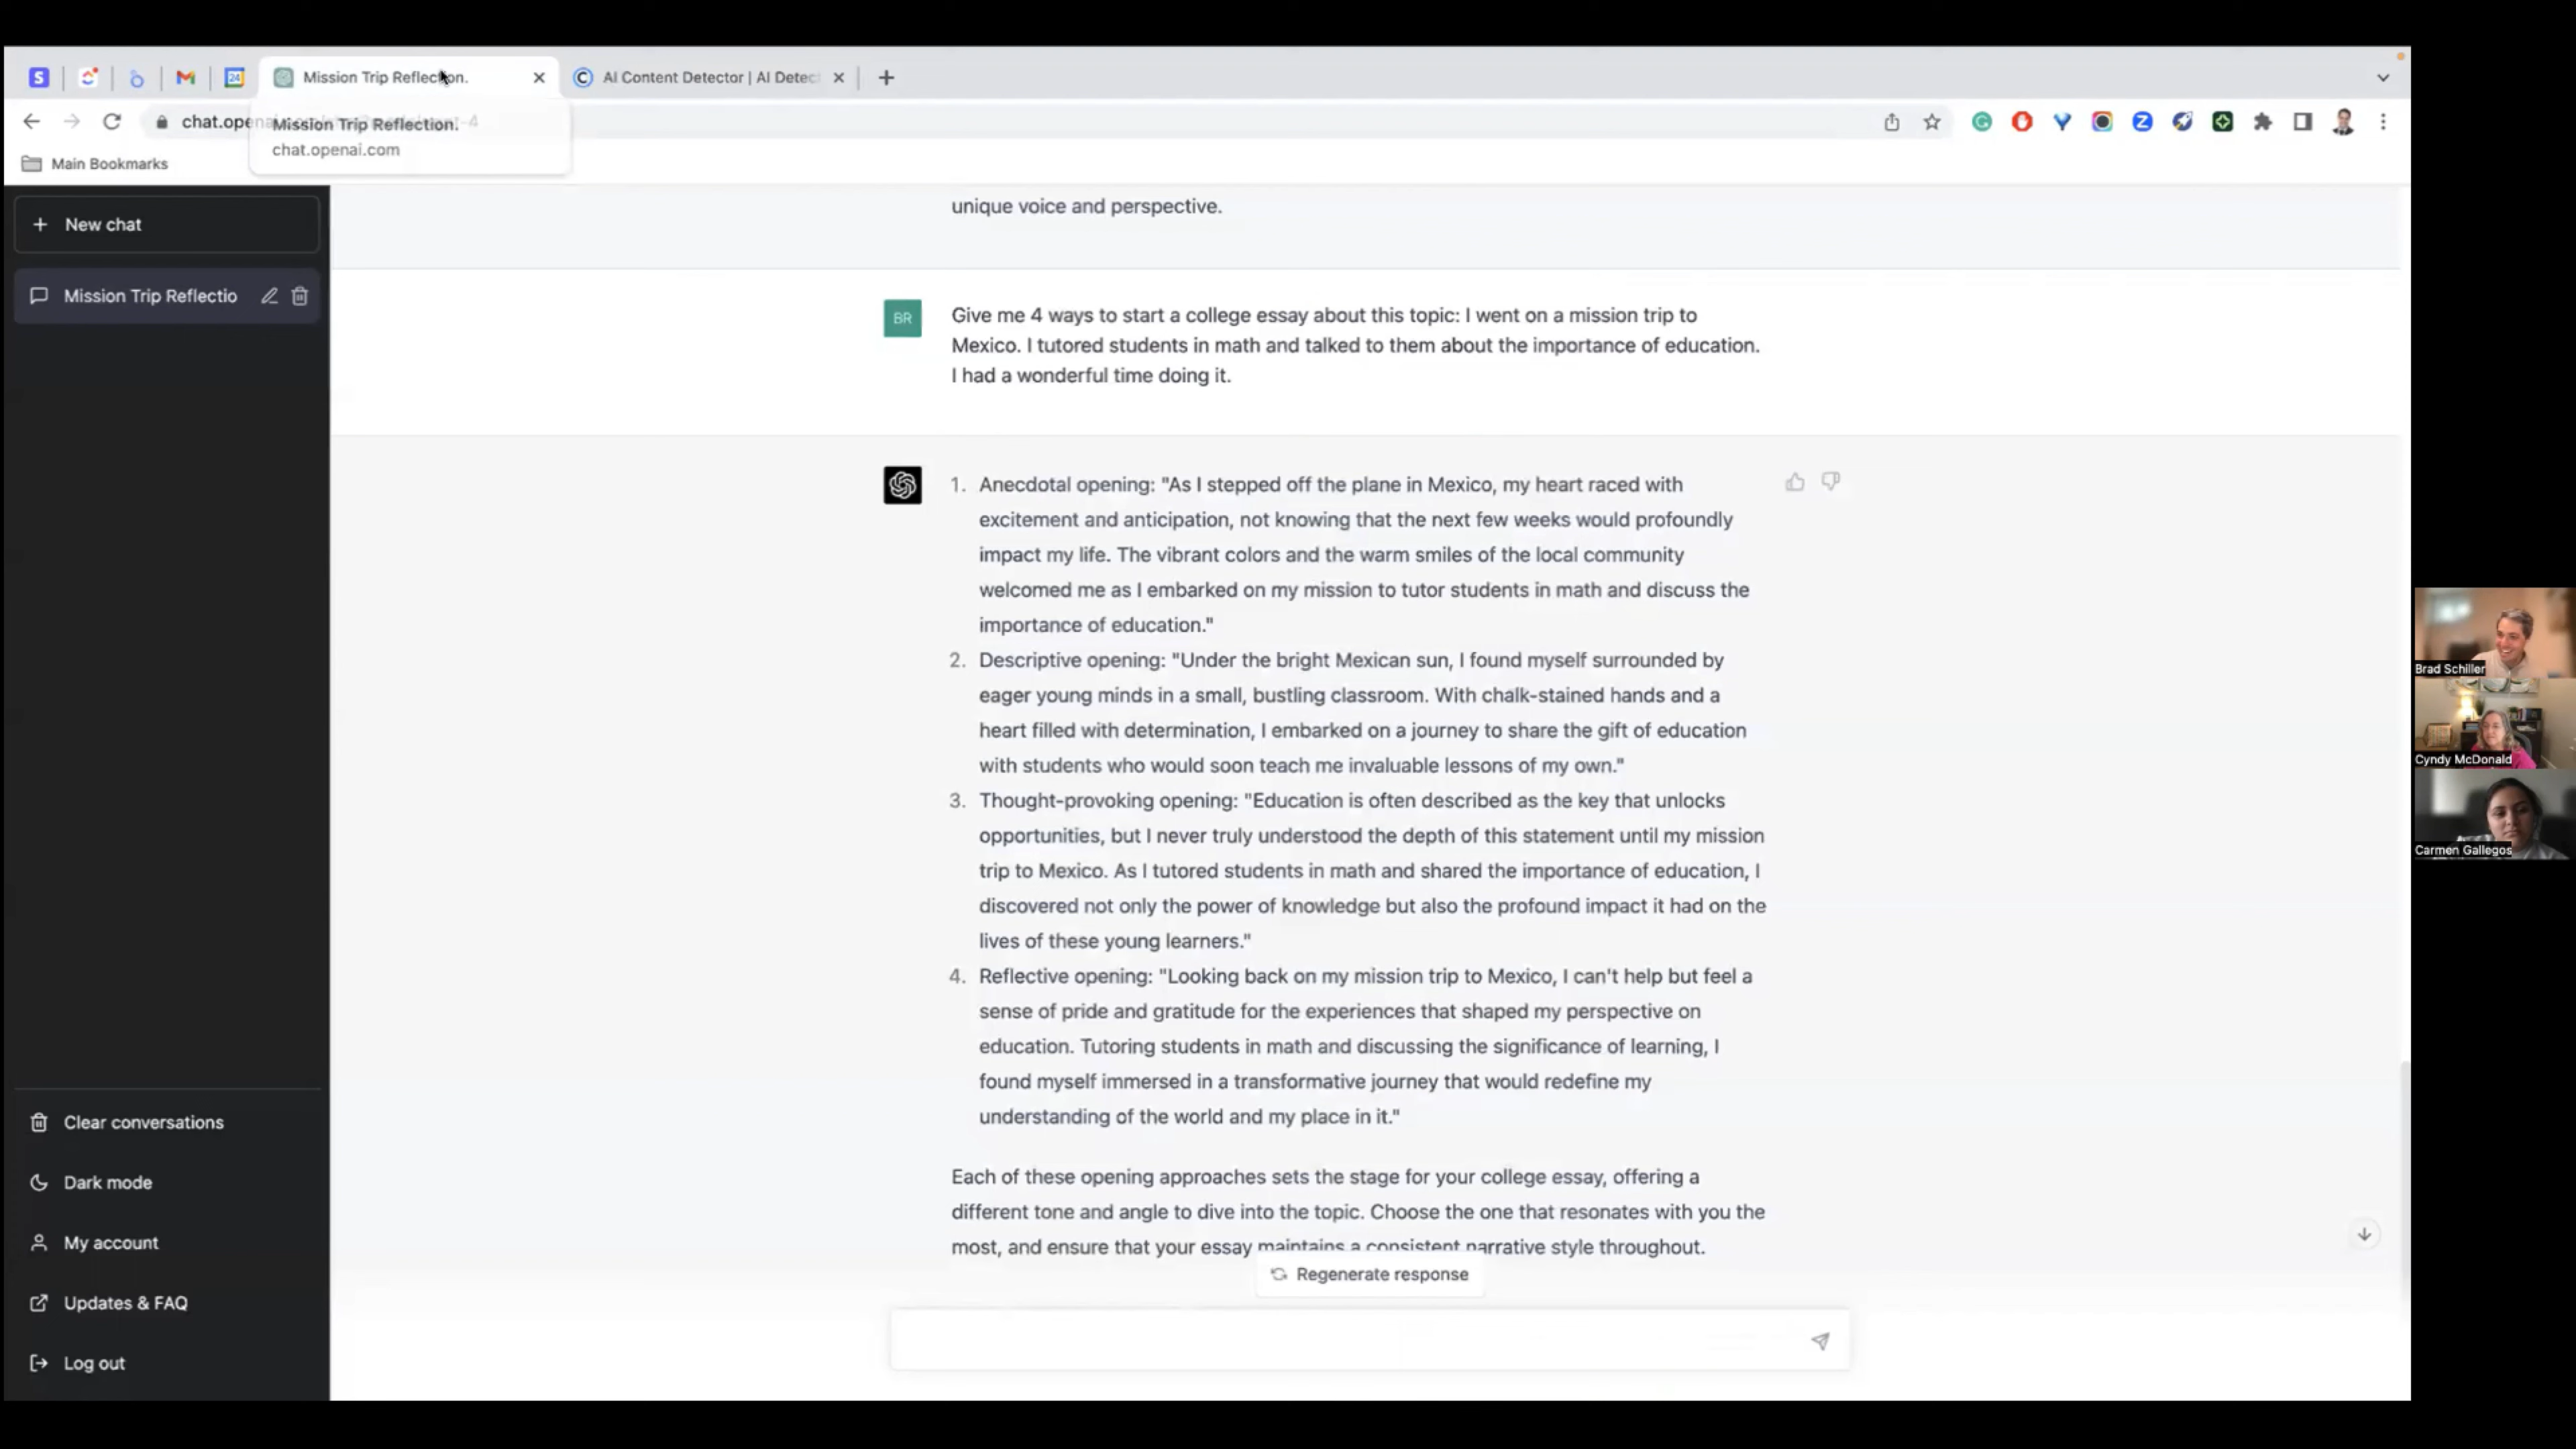 Mission Trip Reflection.
AI Content Detector | AI Detec
24
chat.open
-4
Mission Trip Reflection.
chat.openai.com
Main Bookmarks
New chat
Mission Trip Reflectio
Clear conversations
Dark mode
My account
Updates & FAQ
Log out
unique voice and perspective.
BR
Give me 4 ways to start a college essay about this topic: I went on a mission trip to
Mexico. I tutored students in math and talked to them about the importance of education.
I had a wonderful time doing it.
1. Anecdotal opening: "As I stepped off the plane in Mexico, my heart raced with
excitement and anticipation, not knowing that the next few weeks would profoundly
impact my life. The vibrant colors and the warm smiles of the local community
welcomed me as I embarked on my mission to tutor students in math and discuss the
importance of education."
2. Descriptive opening: "Under the bright Mexican sun, I found myself surrounded by
eager young minds in a small, bustling classroom. With chalk-stained hands and a
heart filled with determination, I embarked on a journey to share the gift of education
with students who would soon teach me invaluable lessons of my own."
3. Thought-provoking opening: "Education is often described as the key that unlocks
opportunities, but I never truly understood the depth of this statement until my mission
trip to Mexico. As I tutored students in math and shared the importance of education, I
discovered not only the power of knowledge but also the profound impact it had on the
lives of these young learners."
4. Reflective opening: "Looking back on my mission trip to Mexico, I can't help but feel a
sense of pride and gratitude for the experiences that shaped my perspective on
education. Tutoring students in math and discussing the significance of learning, I
found myself immersed in a transformative journey that would redefine my
understanding of the world and my place in it."
Each of these opening approaches sets the stage for your college essay, offering a
different tone and angle to dive into the topic. Choose the one that resonates with you the
most, and ensure that your essay maintains a consistent narrative style throughout.
Regenerate response
Brad Schiller
Cyndy McDonald
Carmen Gallegos